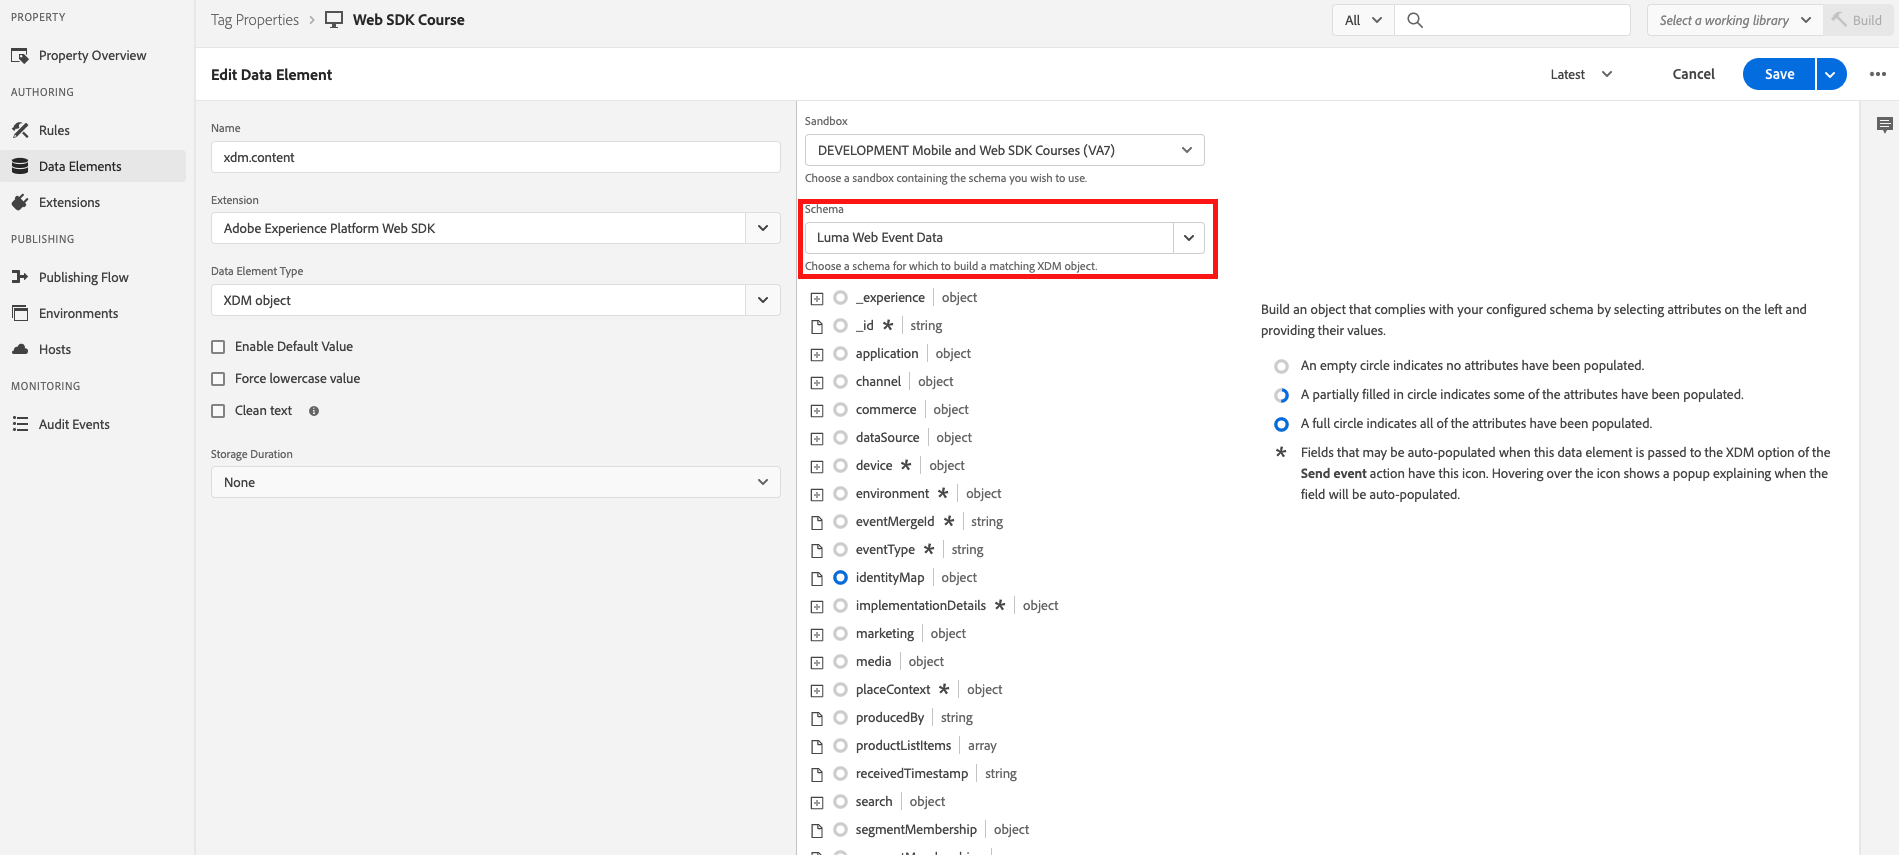 PROPERTY
Property Overview
AUTHORING
Rules
Data Elements
Extensions
PUBLISHING
Publishing Flow
Environments
Hosts
MONITORING
Audit Events
Tag Properties > Web SDK Course
All
Select a working library
Build
Edit Data Element
Latest
Cancel
Save
Name
xdm.content
Extension
Adobe Experience Platform Web SDK
Data Element Type
XDM object
Enable Default Value
Force lowercase value
Clean text
Storage Duration
None
Sandbox
DEVELOPMENT Mobile and Web SDK Courses (VA7)
Choose a sandbox containing the schema you wish to use.
Schema
Luma Web Event Data
Choose a schema for which to build a matching XDM object.
_experience | object
_id * | string
application | object
channel | object
commerce | object
dataSource | object
device * | object
environment * | object
eventMergeId * | string
eventType * | string
identityMap | object
implementationDetails * | object
marketing | object
media | object
placeContext * | object
producedBy | string
productListItems | array
receivedTimestamp | string
search | object
segmentMembership | object
Build an object that complies with your configured schema by selecting attributes on the left and
providing their values.
An empty circle indicates no attributes have been populated.
A partially filled in circle indicates some of the attributes have been populated.
A full circle indicates all of the attributes have been populated.
* Fields that may be auto-populated when this data element is passed to the XDM option of the
Send event action have this icon. Hovering over the icon shows a popup explaining when the
field will be auto-populated.